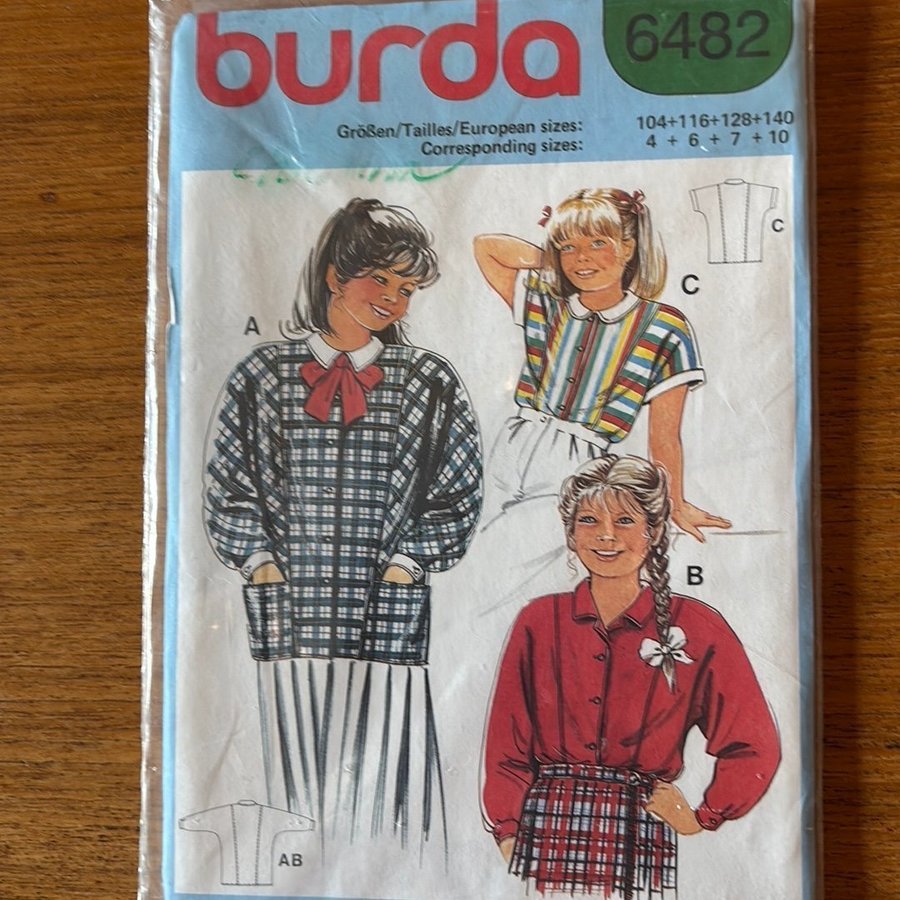 burda
6482
Größen/Tailles/European sizes: 104+116+128+140
Corresponding sizes: 4 + 6 + 7 + 10
C
C
A
B
AB